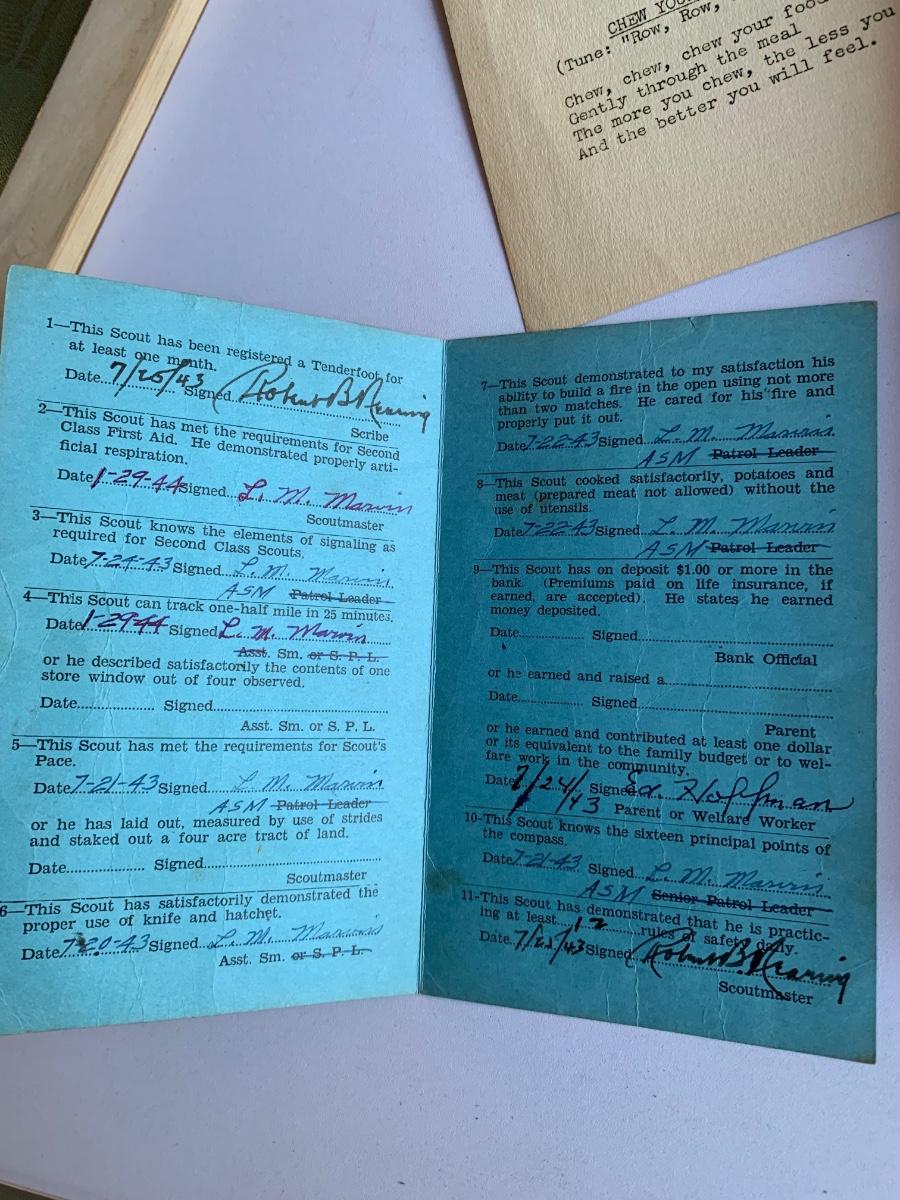 CHEW YOU
(Tune: "Row, Row,
Chew, chew, chew your food
Gently through the meal
The more you chew, the less you
And the better you will feel.
1—This Scout has been registered a Tenderfoot for
at least one month.
Date 7/25/43 Signed Robert B. Nearing
Scribe
2—This Scout has met the requirements for Second
Class First Aid. He demonstrated properly arti-
ficial respiration.
Date 1-29-44 Signed L. M. Marvin
Scoutmaster
3—This Scout knows the elements of signaling as
required for Second Class Scouts.
Date 7-24-43 Signed L. M. Marvin
ASM Patrol Leader
4—This Scout can track one-half mile in 25 minutes.
Date 1-29-44 Signed L. M. Marvin
Asst. Sm. or S. P. L.
or he described satisfactorily the contents of one
store window out of four observed.
Date............ Signed............
Asst. Sm. or S. P. L.
5—This Scout has met the requirements for Scout's
Pace.
Date 7-21-43 Signed L. M. Marvin
ASM Patrol Leader
or he has laid out, measured by use of strides
and staked out a four acre tract of land.
Date............ Signed............
Scoutmaster
6—This Scout has satisfactorily demonstrated the
proper use of knife and hatchet.
Date 7-20-43 Signed L. M. Marvin
Asst. Sm. or S. P. L.
7—This Scout demonstrated to my satisfaction his
ability to build a fire in the open using not more
than two matches. He cared for his fire and
properly put it out.
Date 7-22-43 Signed L. M. Marvin
ASM Patrol Leader
8—This Scout cooked satisfactorily, potatoes and
meat (prepared meat not allowed) without the
use of utensils.
Date 7-22-43 Signed L. M. Marvin
ASM Patrol Leader
9—This Scout has on deposit $1.00 or more in the
bank. (Premiums paid on life insurance, if
earned, are accepted). He states he earned
money deposited.
Date............ Signed............
Bank Official
or he earned and raised a............
Date............ Signed............
Parent
or he earned and contributed at least one dollar
or its equivalent to the family budget or to wel-
fare work in the community.
Date 7/24/43 Signed Ed. Hoffman
Parent or Welfare Worker
10-This Scout knows the sixteen principal points of
the compass.
Date 7-21-43 Signed L. M. Marvin
ASM Senior Patrol Leader
11-This Scout has demonstrated that he is practic-
ing at least 12 rules of safety daily.
Date 7/25/43 Signed Robert B. Nearing
Scoutmaster